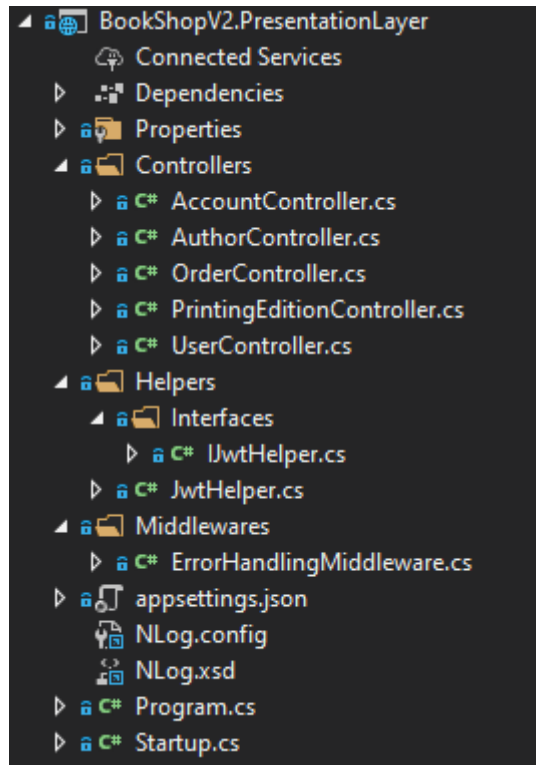 BookShopV2.PresentationLayer
Connected Services
Dependencies
Properties
Controllers
C# AccountController.cs
C# AuthorController.cs
C# OrderController.cs
C# PrintingEditionController.cs
C# UserController.cs
Helpers
Interfaces
C# IJwtHelper.cs
C# JwtHelper.cs
Middlewares
C# ErrorHandlingMiddleware.cs
appsettings.json
NLog.config
NLog.xsd
C# Program.cs
C# Startup.cs